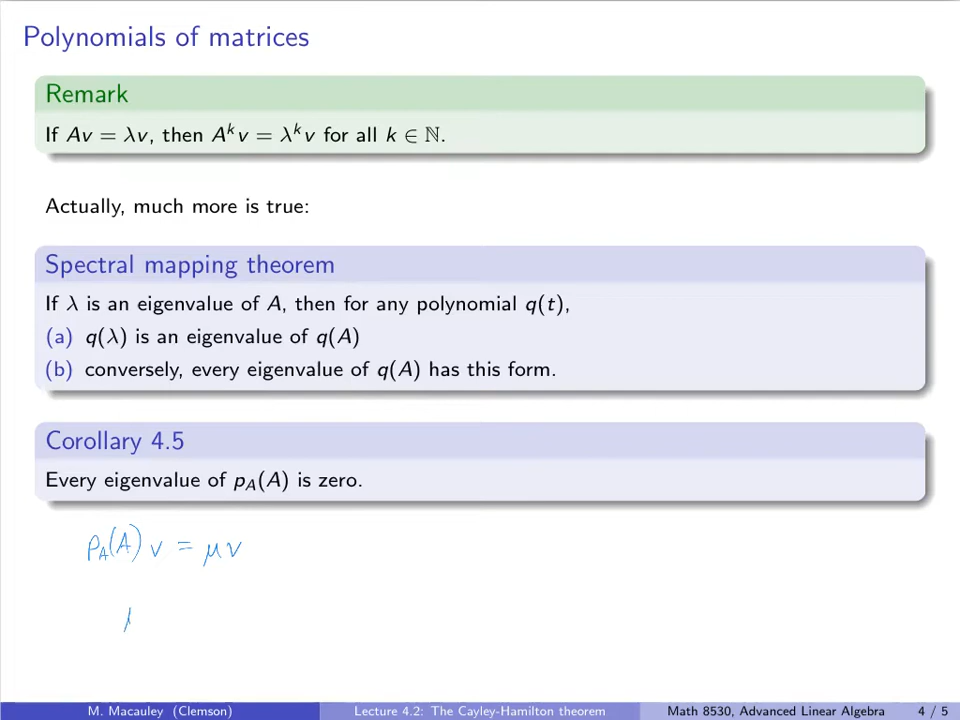 Polynomials of matrices
Remark
If Av = λv, then Aᵏv = λᵏv for all k ∈ ℕ.
Actually, much more is true:
Spectral mapping theorem
If λ is an eigenvalue of A, then for any polynomial q(t),
(a) q(λ) is an eigenvalue of q(A)
(b) conversely, every eigenvalue of q(A) has this form.
Corollary 4.5
Every eigenvalue of p_A(A) is zero.
p_A(A) v = μv
M. Macauley (Clemson) Lecture 4.2: The Cayley-Hamilton theorem Math 8530, Advanced Linear Algebra 4 / 5